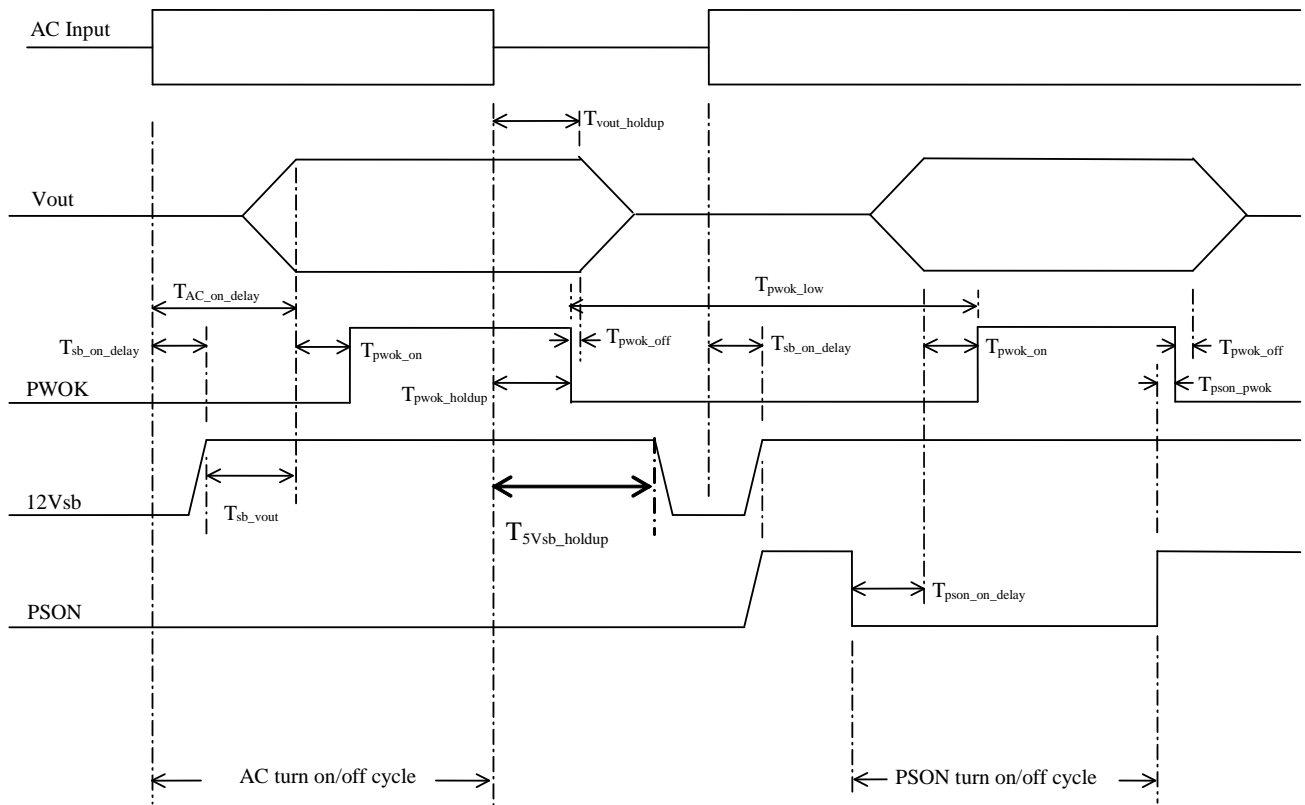 AC Input
Tvout_holdup
Vout
TAC_on_delay
Tpwok_low
Tsb_on_delay
Tpwok_on
Tpwok_off
Tsb_on_delay
Tpwok_on
Tpwok_off
PWOK
Tpwok_holdup
Tpson_pwok
12Vsb
Tsb_vout
T5Vsb_holdup
Tpson_on_delay
PSON
AC turn on/off cycle
PSON turn on/off cycle